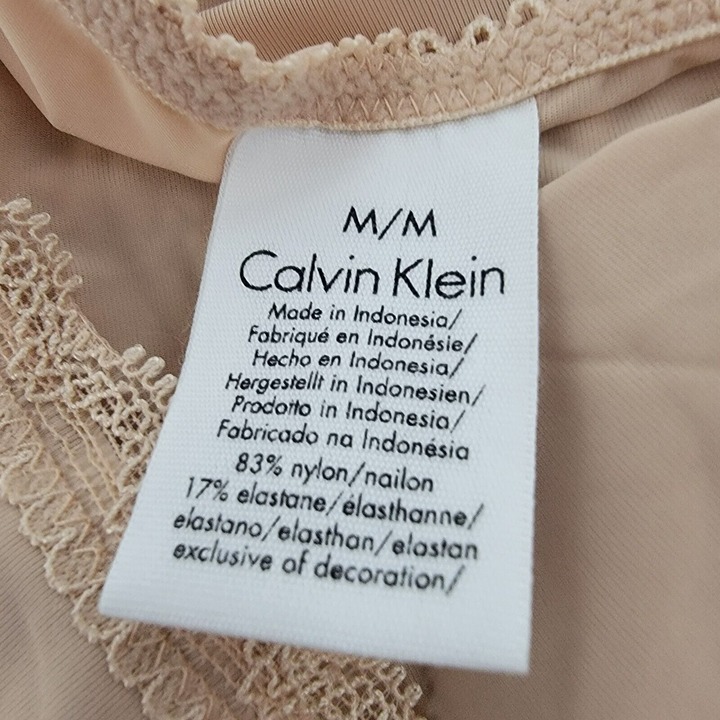 M/M
Calvin Klein
Made in Indonesia/
Fabriqué en Indonésie/
Hecho en Indonesia/
Hergestellt in Indonesien/
Prodotto in Indonesia/
Fabricado na Indonésia
83% nylon/nailon
17% elastane/élasthanne/
elastano/elasthan/elastan
exclusive of decoration/